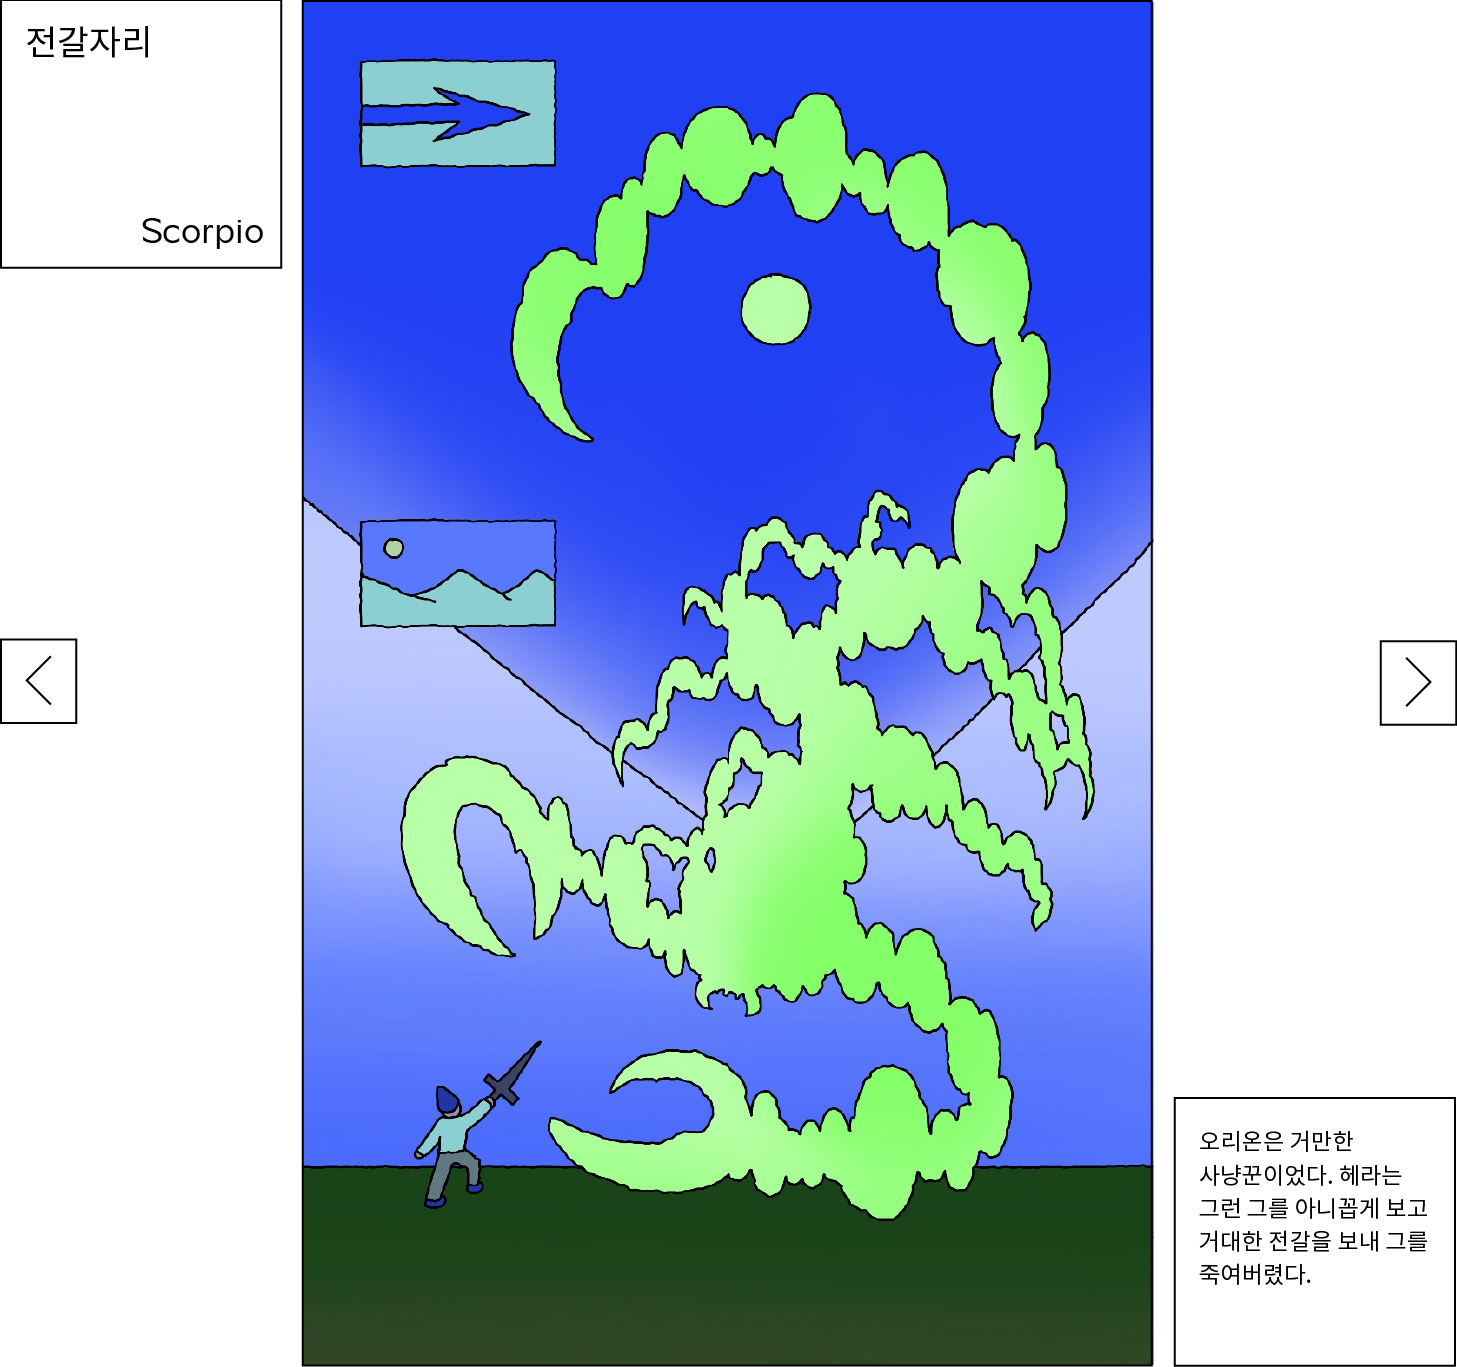 전갈자리
Scorpio
오리온은 거만한
사냥꾼이었다. 헤라는
그런 그를 아니꼽게 보고
거대한 전갈을 보내 그를
죽여버렸다.